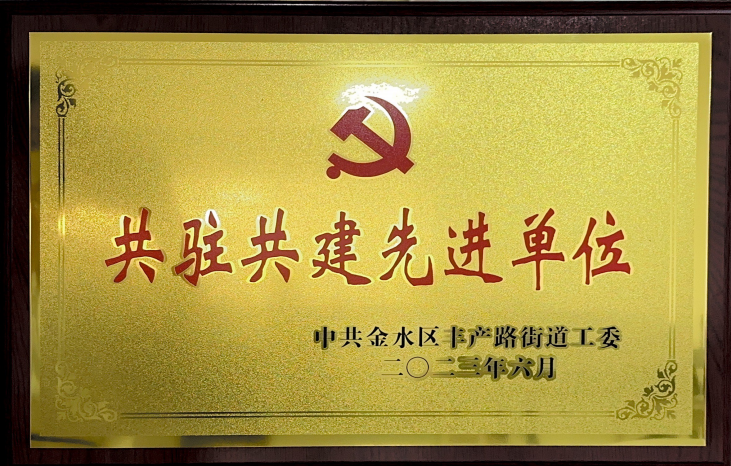 共驻共建先进单位
中共金水区丰产路街道工委
二〇二三年六月